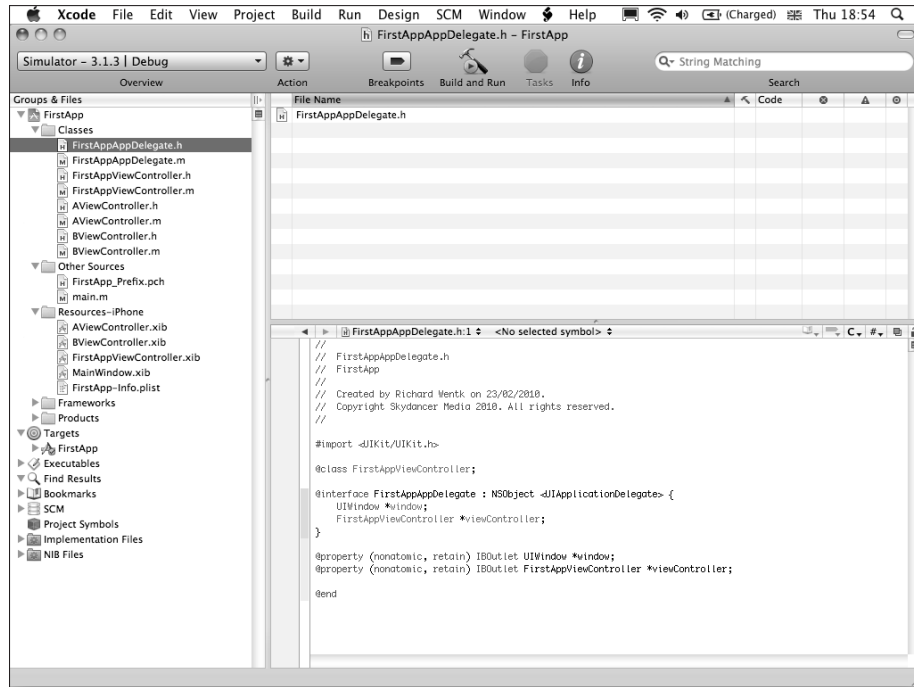 Xcode File Edit View Project Build Run Design SCM Window Help (Charged) Thu 18:54
FirstAppAppDelegate.h – FirstApp
Simulator – 3.1.3 | Debug
String Matching
Overview Action Breakpoints Build and Run Tasks Info Search
Groups & Files
FirstApp
Classes
FirstAppAppDelegate.h
FirstAppAppDelegate.m
FirstAppViewController.h
FirstAppViewController.m
AViewController.h
AViewController.m
BViewController.h
BViewController.m
Other Sources
FirstApp_Prefix.pch
main.m
Resources-iPhone
AViewController.xib
BViewController.xib
FirstAppViewController.xib
MainWindow.xib
FirstApp-Info.plist
Frameworks
Products
Targets
FirstApp
Executables
Find Results
Bookmarks
SCM
Project Symbols
Implementation Files
NIB Files
File Name Code
FirstAppAppDelegate.h
FirstAppAppDelegate.h:1 <No selected symbol> C #
//
// FirstAppAppDelegate.h
// FirstApp
//
// Created by Richard Wentk on 23/02/2010.
// Copyright Skydancer Media 2010. All rights reserved.
//
#import <UIKit/UIKit.h>
@class FirstAppViewController;
@interface FirstAppAppDelegate : NSObject <UIApplicationDelegate> {
UIWindow *window;
FirstAppViewController *viewController;
}
@property (nonatomic, retain) IBOutlet UIWindow *window;
@property (nonatomic, retain) IBOutlet FirstAppViewController *viewController;
@end